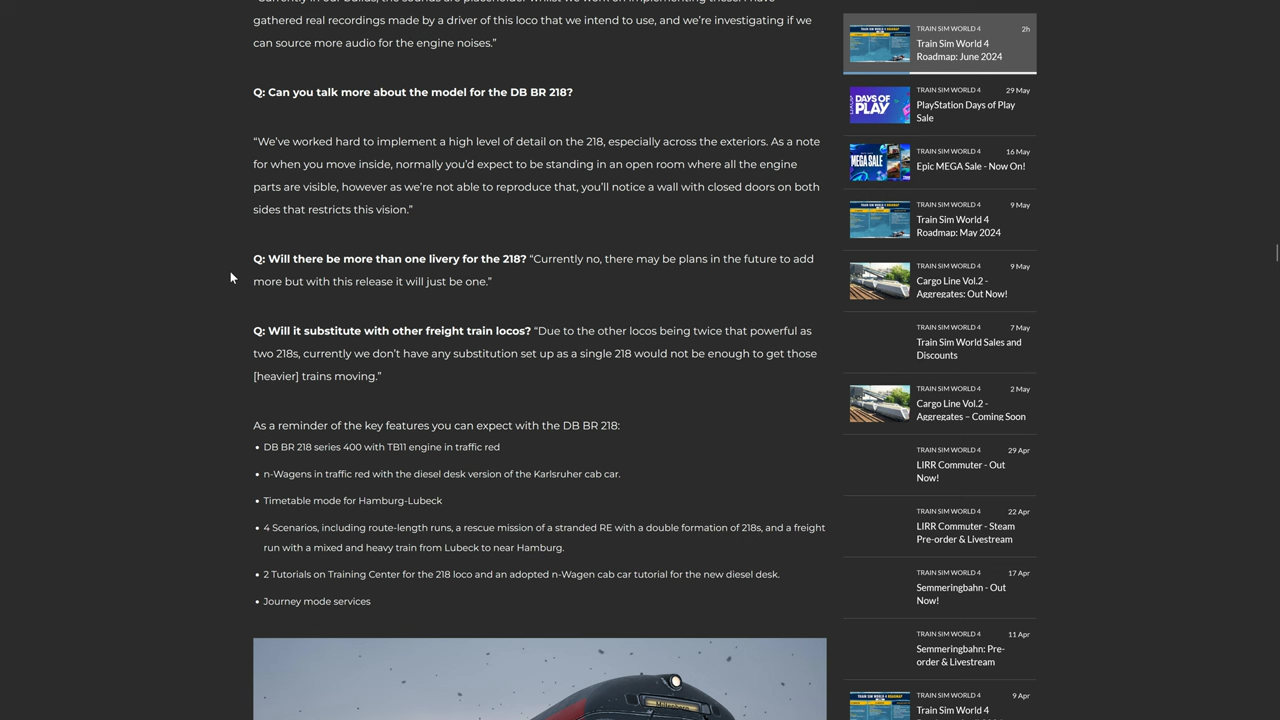 gathered real recordings made by a driver of this loco that we intend to use, and we’re investigating if we
can source more audio for the engine noises.”
Q: Can you talk more about the model for the DB BR 218?
“We’ve worked hard to implement a high level of detail on the 218, especially across the exteriors. As a note
for when you move inside, normally you’d expect to be standing in an open room where all the engine
parts are visible, however as we’re not able to reproduce that, you’ll notice a wall with closed doors on both
sides that restricts this vision.”
Q: Will there be more than one livery for the 218? “Currently no, there may be plans in the future to add
more but with this release it will just be one.”
Q: Will it substitute with other freight train locos? “Due to the other locos being twice that powerful as
two 218s, currently we don’t have any substitution set up as a single 218 would not be enough to get those
[heavier] trains moving.”
As a reminder of the key features you can expect with the DB BR 218:
• DB BR 218 series 400 with TB11 engine in traffic red
• n-Wagens in traffic red with the diesel desk version of the Karlsruher cab car.
• Timetable mode for Hamburg-Lubeck
• 4 Scenarios, including route-length runs, a rescue mission of a stranded RE with a double formation of 218s, and a freight
run with a mixed and heavy train from Lubeck to near Hamburg.
• 2 Tutorials on Training Center for the 218 loco and an adopted n-Wagen cab car tutorial for the new diesel desk.
• Journey mode services
TRAIN SIM WORLD 4 2h
Train Sim World 4
Roadmap: June 2024
DAYS OF
PLAY
TRAIN SIM WORLD 4 29 May
PlayStation Days of Play
Sale
MEGA SALE
TRAIN SIM WORLD 4 16 May
Epic MEGA Sale - Now On!
TRAIN SIM WORLD 4 9 May
Train Sim World 4
Roadmap: May 2024
TRAIN SIM WORLD 4 9 May
Cargo Line Vol.2 -
Aggregates: Out Now!
TRAIN SIM WORLD 4 7 May
Train Sim World Sales and
Discounts
TRAIN SIM WORLD 4 2 May
Cargo Line Vol.2 -
Aggregates – Coming Soon
TRAIN SIM WORLD 4 29 Apr
LIRR Commuter - Out
Now!
TRAIN SIM WORLD 4 22 Apr
LIRR Commuter - Steam
Pre-order & Livestream
TRAIN SIM WORLD 4 17 Apr
Semmeringbahn - Out
Now!
TRAIN SIM WORLD 4 11 Apr
Semmeringbahn: Pre-
order & Livestream
TRAIN SIM WORLD 4 9 Apr
Train Sim World 4